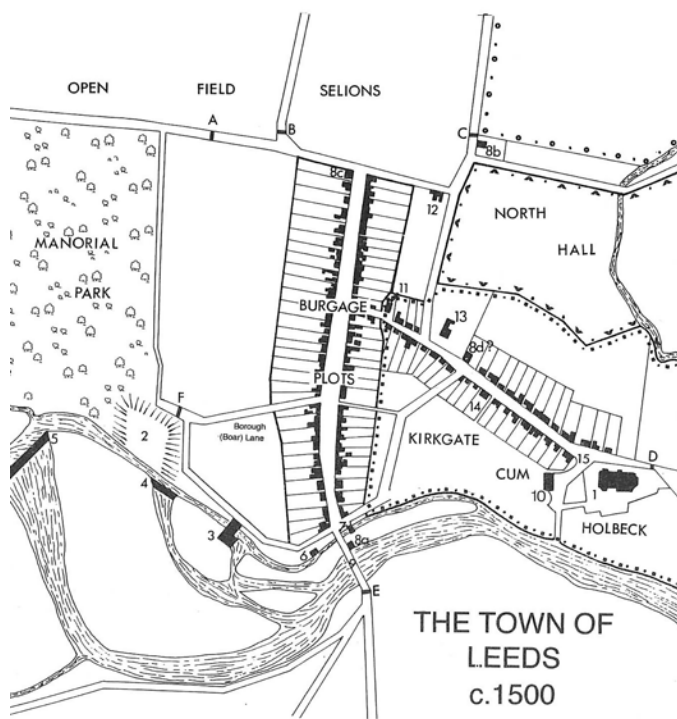 OPEN FIELD SELIONS
A
B
C
8b
8c
12
MANORIAL
PARK
NORTH
HALL
11
BURGAGE
13
8d?
PLOTS
F
Borough
(Boar) Lane
14
KIRKGATE
2
5
15
D
CUM
4
10
1
3
7
HOLBECK
6
8a
9
E
THE TOWN OF
LEEDS
c.1500